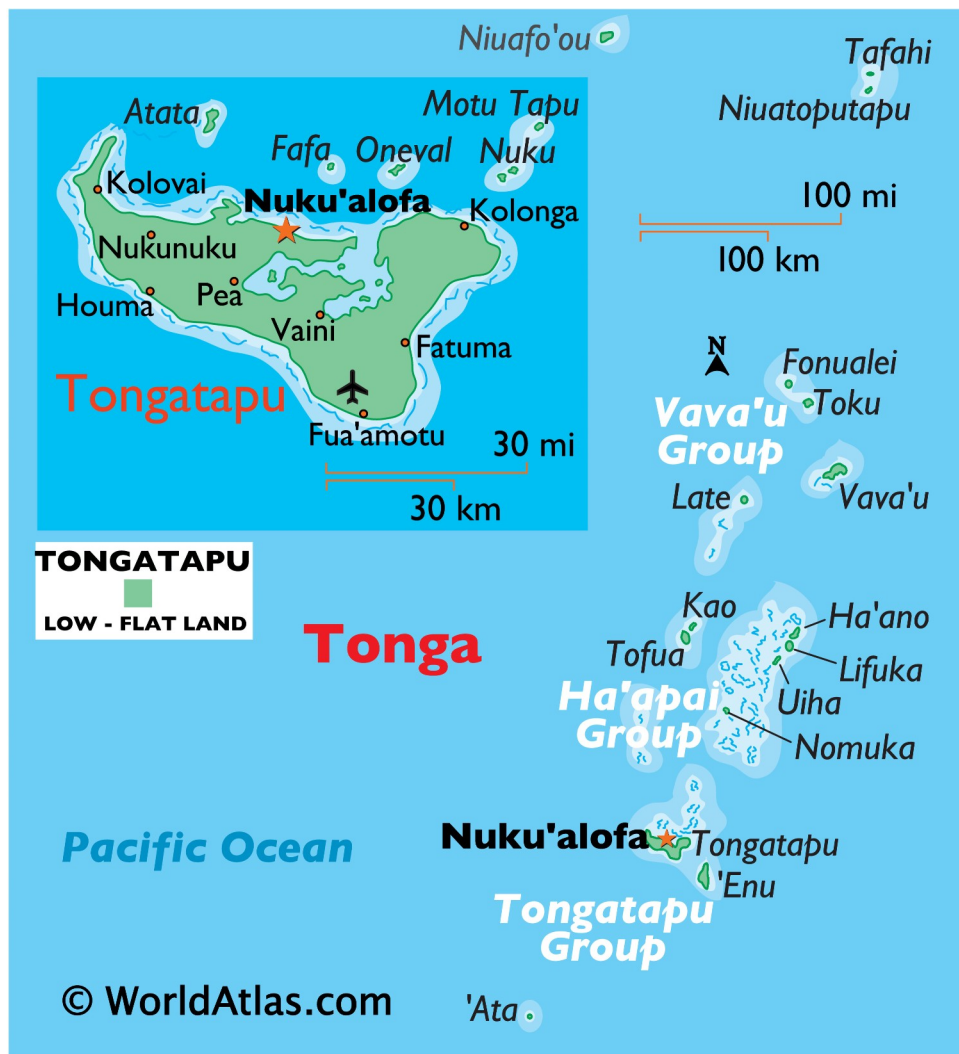 Niuafo'ou
Tafahi
Niuatoputapu
Atata
Motu Tapu
Fafa
Oneval
Nuku
Kolovai
Nuku'alofa
Kolonga
Nukunuku
Houma
Pea
Vaini
Fatuma
Tongatapu
Fua'amotu
30 mi
30 km
100 mi
100 km
N
Fonualei
Toku
Vava'u
Group
Late
Vava'u
TONGATAPU
LOW - FLAT LAND
Tonga
Kao
Tofua
Ha'ano
Lifuka
Uiha
Nomuka
Ha'apai
Group
Pacific Ocean
Nuku'alofa
Tongatapu
'Enu
Tongatapu
Group
© WorldAtlas.com
'Ata